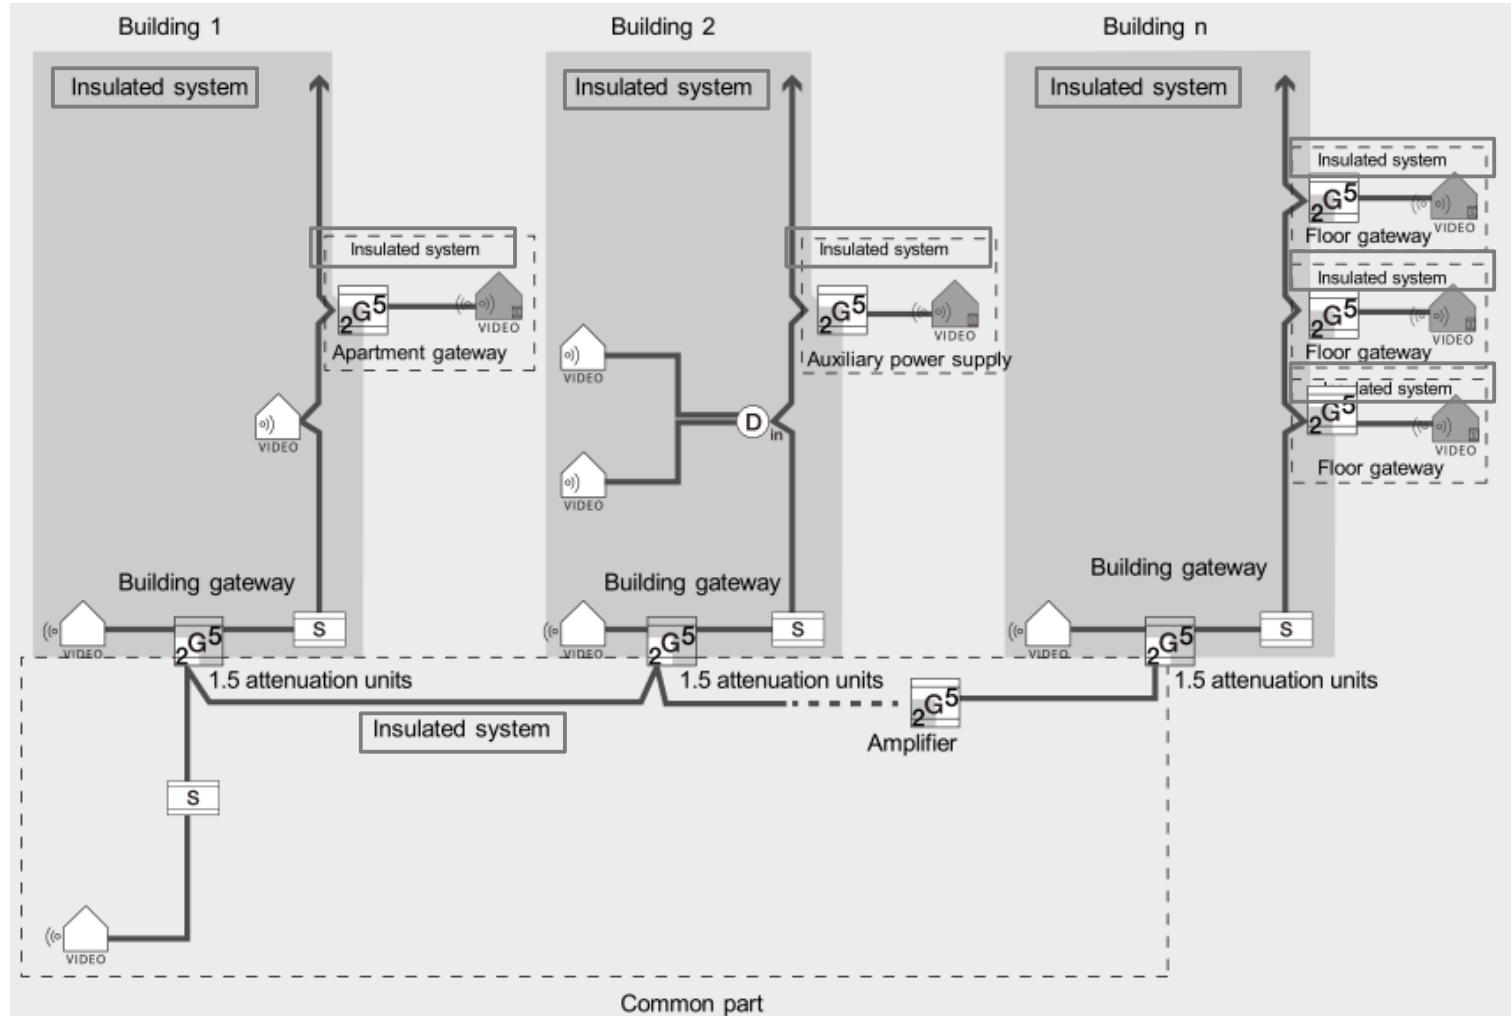 Building 1
Building 2
Building n
Insulated system
Insulated system
Insulated system
Insulated system
2G5
VIDEO
Floor gateway
Insulated system
2G5
VIDEO
Apartment gateway
Insulated system
2G5
VIDEO
Auxiliary power supply
Insulated system
2G5
VIDEO
Floor gateway
VIDEO
VIDEO
D
in
VIDEO
system
2G5
VIDEO
Floor gateway
Building gateway
Building gateway
Building gateway
VIDEO
2G5
S
VIDEO
2G5
S
VIDEO
2G5
S
1.5 attenuation units
1.5 attenuation units
1.5 attenuation units
Insulated system
2G5
Amplifier
S
VIDEO
Common part